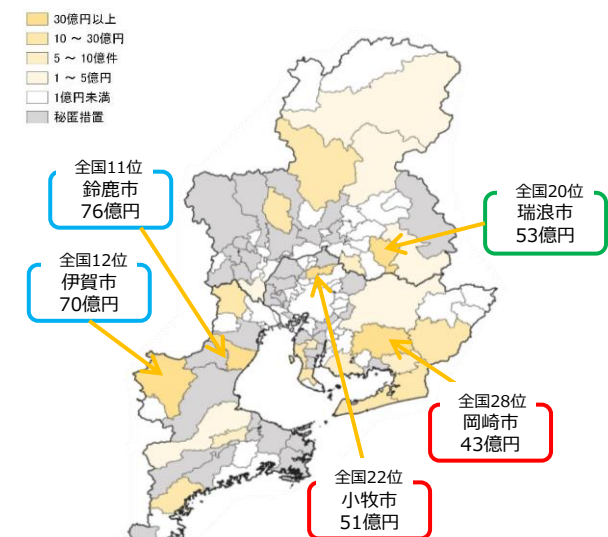 30億円以上
10 ～ 30億円
5 ～ 10億件
1 ～ 5億円
1億円未満
秘匿措置
全国11位
鈴鹿市
76億円
全国20位
瑞浪市
53億円
全国12位
伊賀市
70億円
全国28位
岡崎市
43億円
全国22位
小牧市
51億円